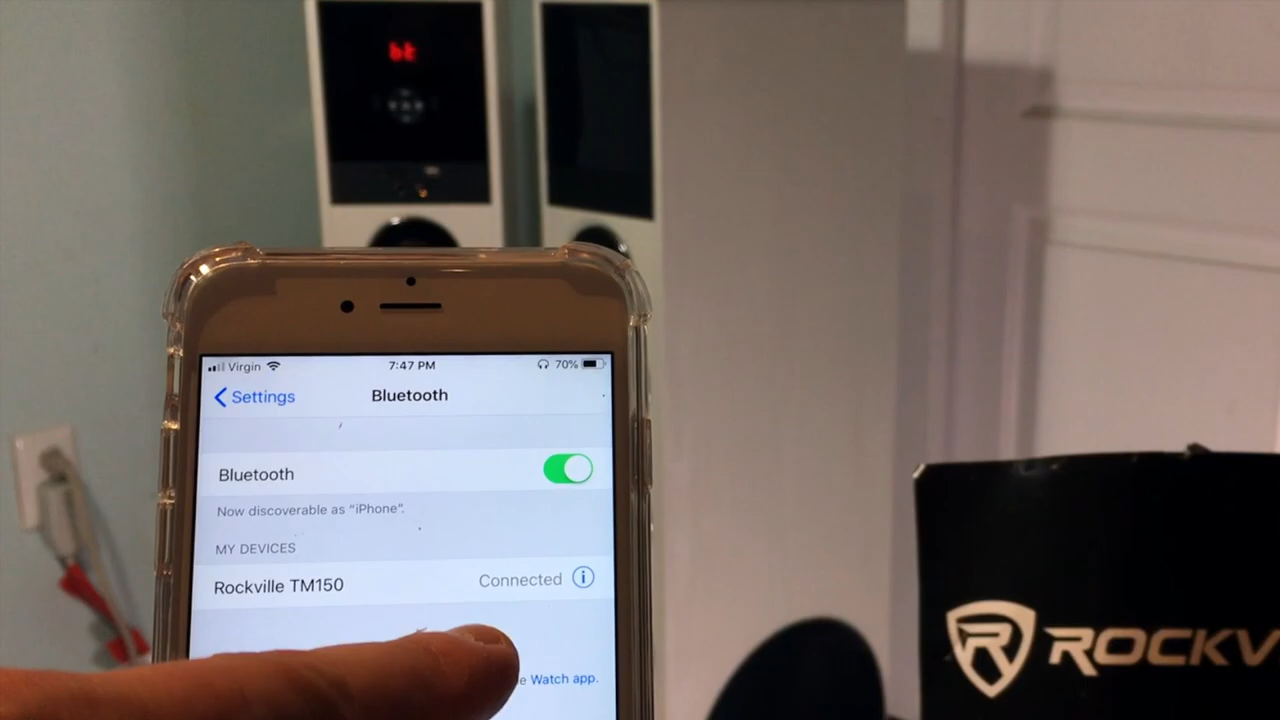 bt
Virgin
7:47 PM
70%
Settings
Bluetooth
Bluetooth
Now discoverable as “iPhone”.
MY DEVICES
Rockville TM150
Connected
e Watch app.
R ROCKV